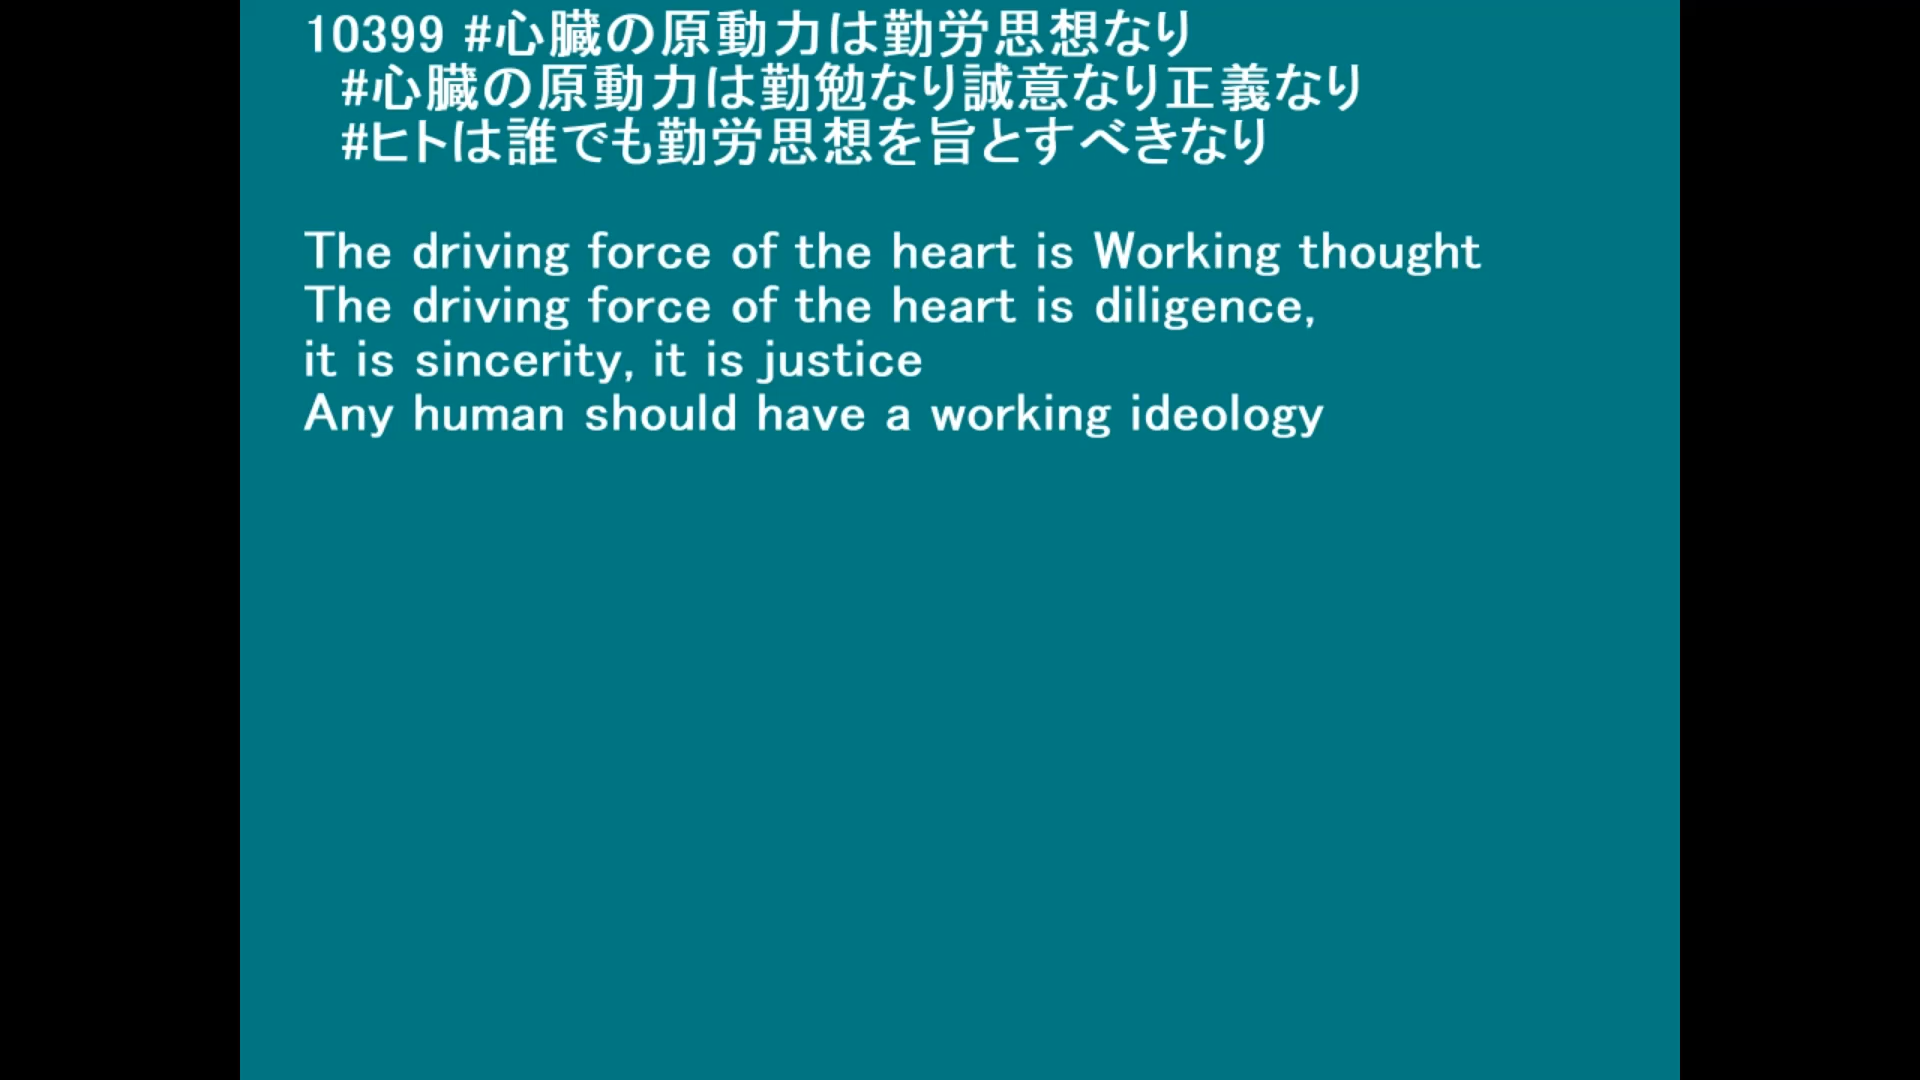 10399 #心臓の原動力は勤労思想なり
#心臓の原動力は勤勉なり誠意なり正義なり
#ヒトは誰でも勤労思想を旨とすべきなり
The driving force of the heart is Working thought
The driving force of the heart is diligence,
it is sincerity, it is justice
Any human should have a working ideology